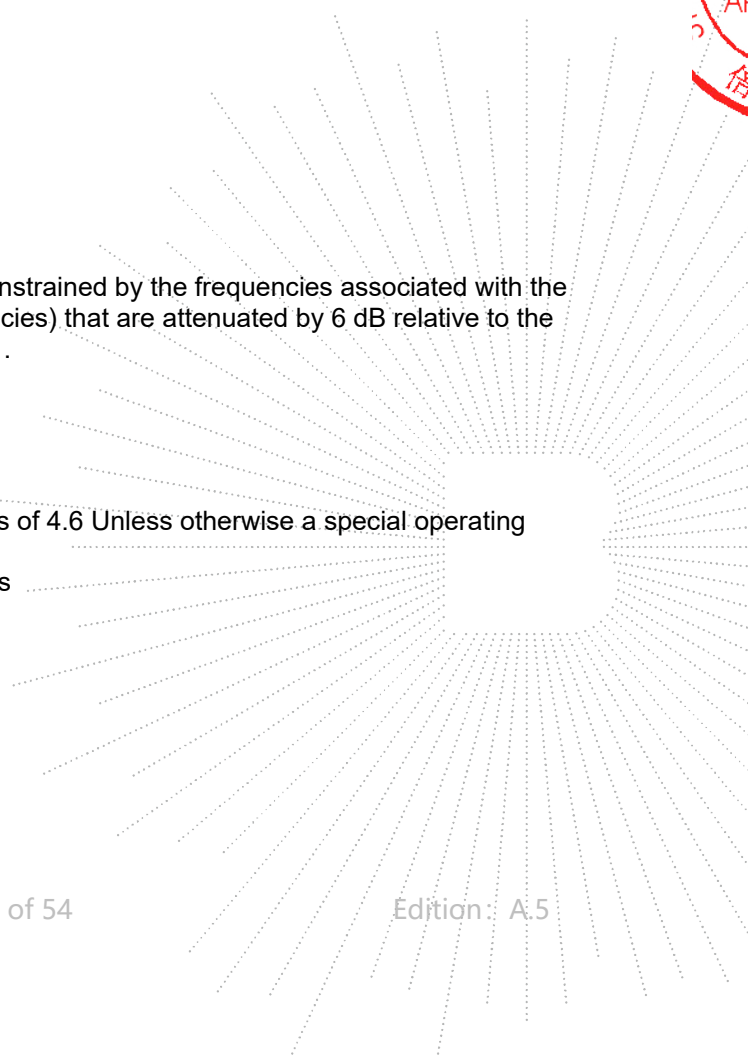 nstrained by the frequencies associated with the
cies) that are attenuated by 6 dB relative to the
.
s of 4.6 Unless otherwise a special operating
s
of 54
Edition：A.5